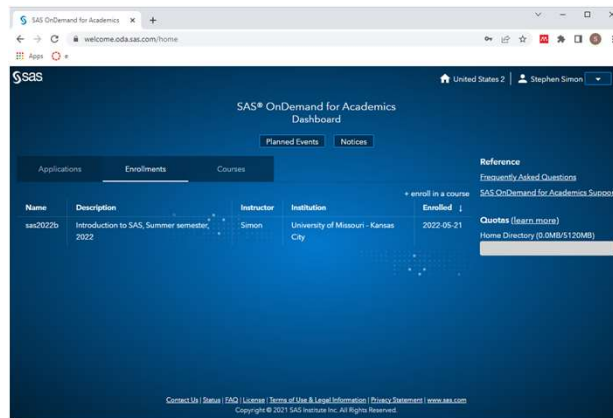 SAS OnDemand for Academics
welcome.oda.sas.com/home
Apps
sas
United States 2 | Stephen Simon
SAS® OnDemand for Academics
Dashboard
Planned Events Notices
Applications Enrollments Courses
+ enroll in a course
Name Description Instructor Institution Enrolled ↓
sas2022b Introduction to SAS, Summer semester, 2022 Simon University of Missouri - Kansas City 2022-05-21
Reference
Frequently Asked Questions
SAS OnDemand for Academics Suppor
Quotas (learn more)
Home Directory (0.0MB/5120MB)
Contact Us | Status | FAQ | License | Terms of Use & Legal Information | Privacy Statement | www.sas.com
Copyright © 2021 SAS Institute Inc. All Rights Reserved.